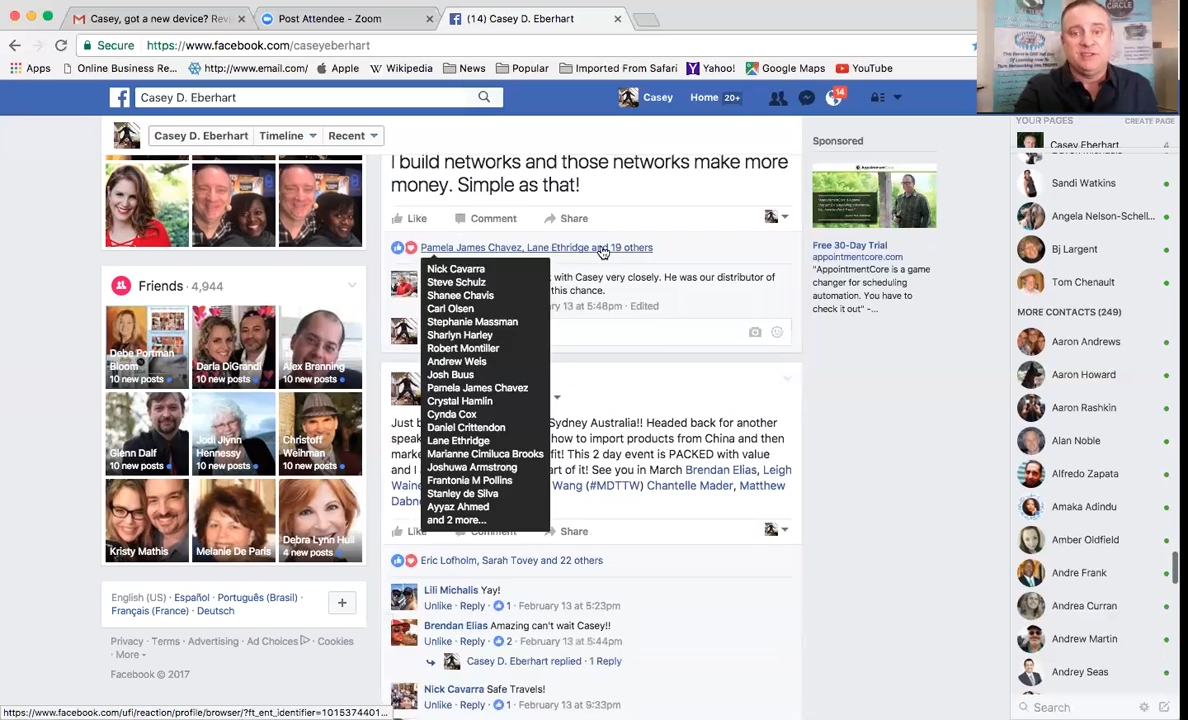 Casey, got a new device? Rev
Post Attendee - Zoom
(14) Casey D. Eberhart
Secure
https://www.facebook.com/caseyeberhart
Apps
Online Business Re...
http://www.email.com/
Apple
Wikipedia
News
Popular
Imported From Safari
Yahoo!
Google Maps
YouTube
Casey D. Eberhart
Casey
Home 20+
14
Casey D. Eberhart
Timeline
Recent
Friends · 4,944
Debe Portman
Bloom
10 new posts
Darla DiGrandi
10 new posts
Alex Branning
10 new posts
Glenn Dalf
10 new posts
Jodi Jlynn
Hennessy
10 new posts
Christoff
Weihman
10 new posts
Kristy Mathis
Melanie De Paris
Debra Lynn Hull
4 new posts
English (US) · Español · Português (Brasil) ·
Français (France) · Deutsch
Privacy · Terms · Advertising · Ad Choices · Cookies
· More
Facebook © 2017
I build networks and those networks make more
money. Simple as that!
Like
Comment
Share
Pamela James Chavez, Lane Ethridge and 19 others
Nick Cavarra
Steve Schulz
Shanee Chavis
Carl Olsen
Stephanie Massman
Sharlyn Harley
Robert Montiller
Andrew Weis
Josh Buus
Pamela James Chavez
Crystal Hamlin
Cynda Cox
Daniel Crittendon
Lane Ethridge
Marianne Cimiluca Brooks
Joshuwa Armstrong
Frantonia M Pollins
Stanley de Silva
Ayyaz Ahmed
and 2 more...
with Casey very closely. He was our distributor of
this chance.
13 at 5:48pm · Edited
Just b
Sydney Australia!! Headed back for another
speak
how to import products from China and then
marke
fit! This 2 day event is PACKED with value
and I
art of it! See you in March Brendan Elias, Leigh
Waine
Wang (#MDTTW) Chantelle Mader, Matthew
Dabn
Like
Comment
Share
Eric Lofholm, Sarah Tovey and 22 others
Lili Michalis Yay!
Unlike · Reply · 1 · February 13 at 5:23pm
Brendan Elias Amazing can't wait Casey!!
Unlike · Reply · 2 · February 13 at 5:44pm
Casey D. Eberhart replied · 1 Reply
Nick Cavarra Safe Travels!
Unlike · Reply · 1 · February 13 at 9:33pm
Sponsored
Free 30-Day Trial
appointmentcore.com
"AppointmentCore is a game
changer for scheduling
automation. You have to
check it out" –...
YOUR PAGES
CREATE PAGE
Casey Eberhart
4
Sandi Watkins
Angela Nelson-Schell...
Bj Largent
Tom Chenault
MORE CONTACTS (249)
Aaron Andrews
Aaron Howard
Aaron Rashkin
Alan Noble
Alfredo Zapata
Amaka Adindu
Amber Oldfield
Andre Frank
Andrea Curran
Andrew Martin
Andrey Seas
Search
https://www.facebook.com/ufi/reaction/profile/browser/?ft_ent_identifier=1015374401...